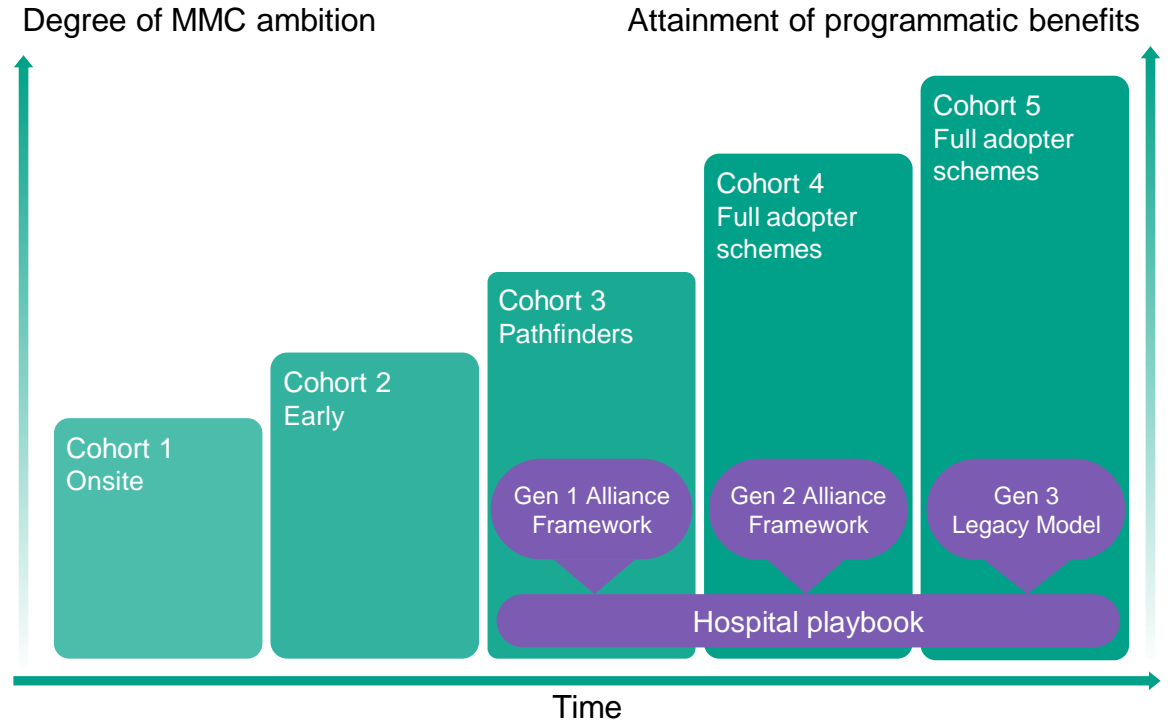 Degree of MMC ambition
Attainment of programmatic benefits
Cohort 1
Onsite
Cohort 2
Early
Cohort 3
Pathfinders
Cohort 4
Full adopter
schemes
Cohort 5
Full adopter
schemes
Gen 1 Alliance
Framework
Gen 2 Alliance
Framework
Gen 3
Legacy Model
Hospital playbook
Time